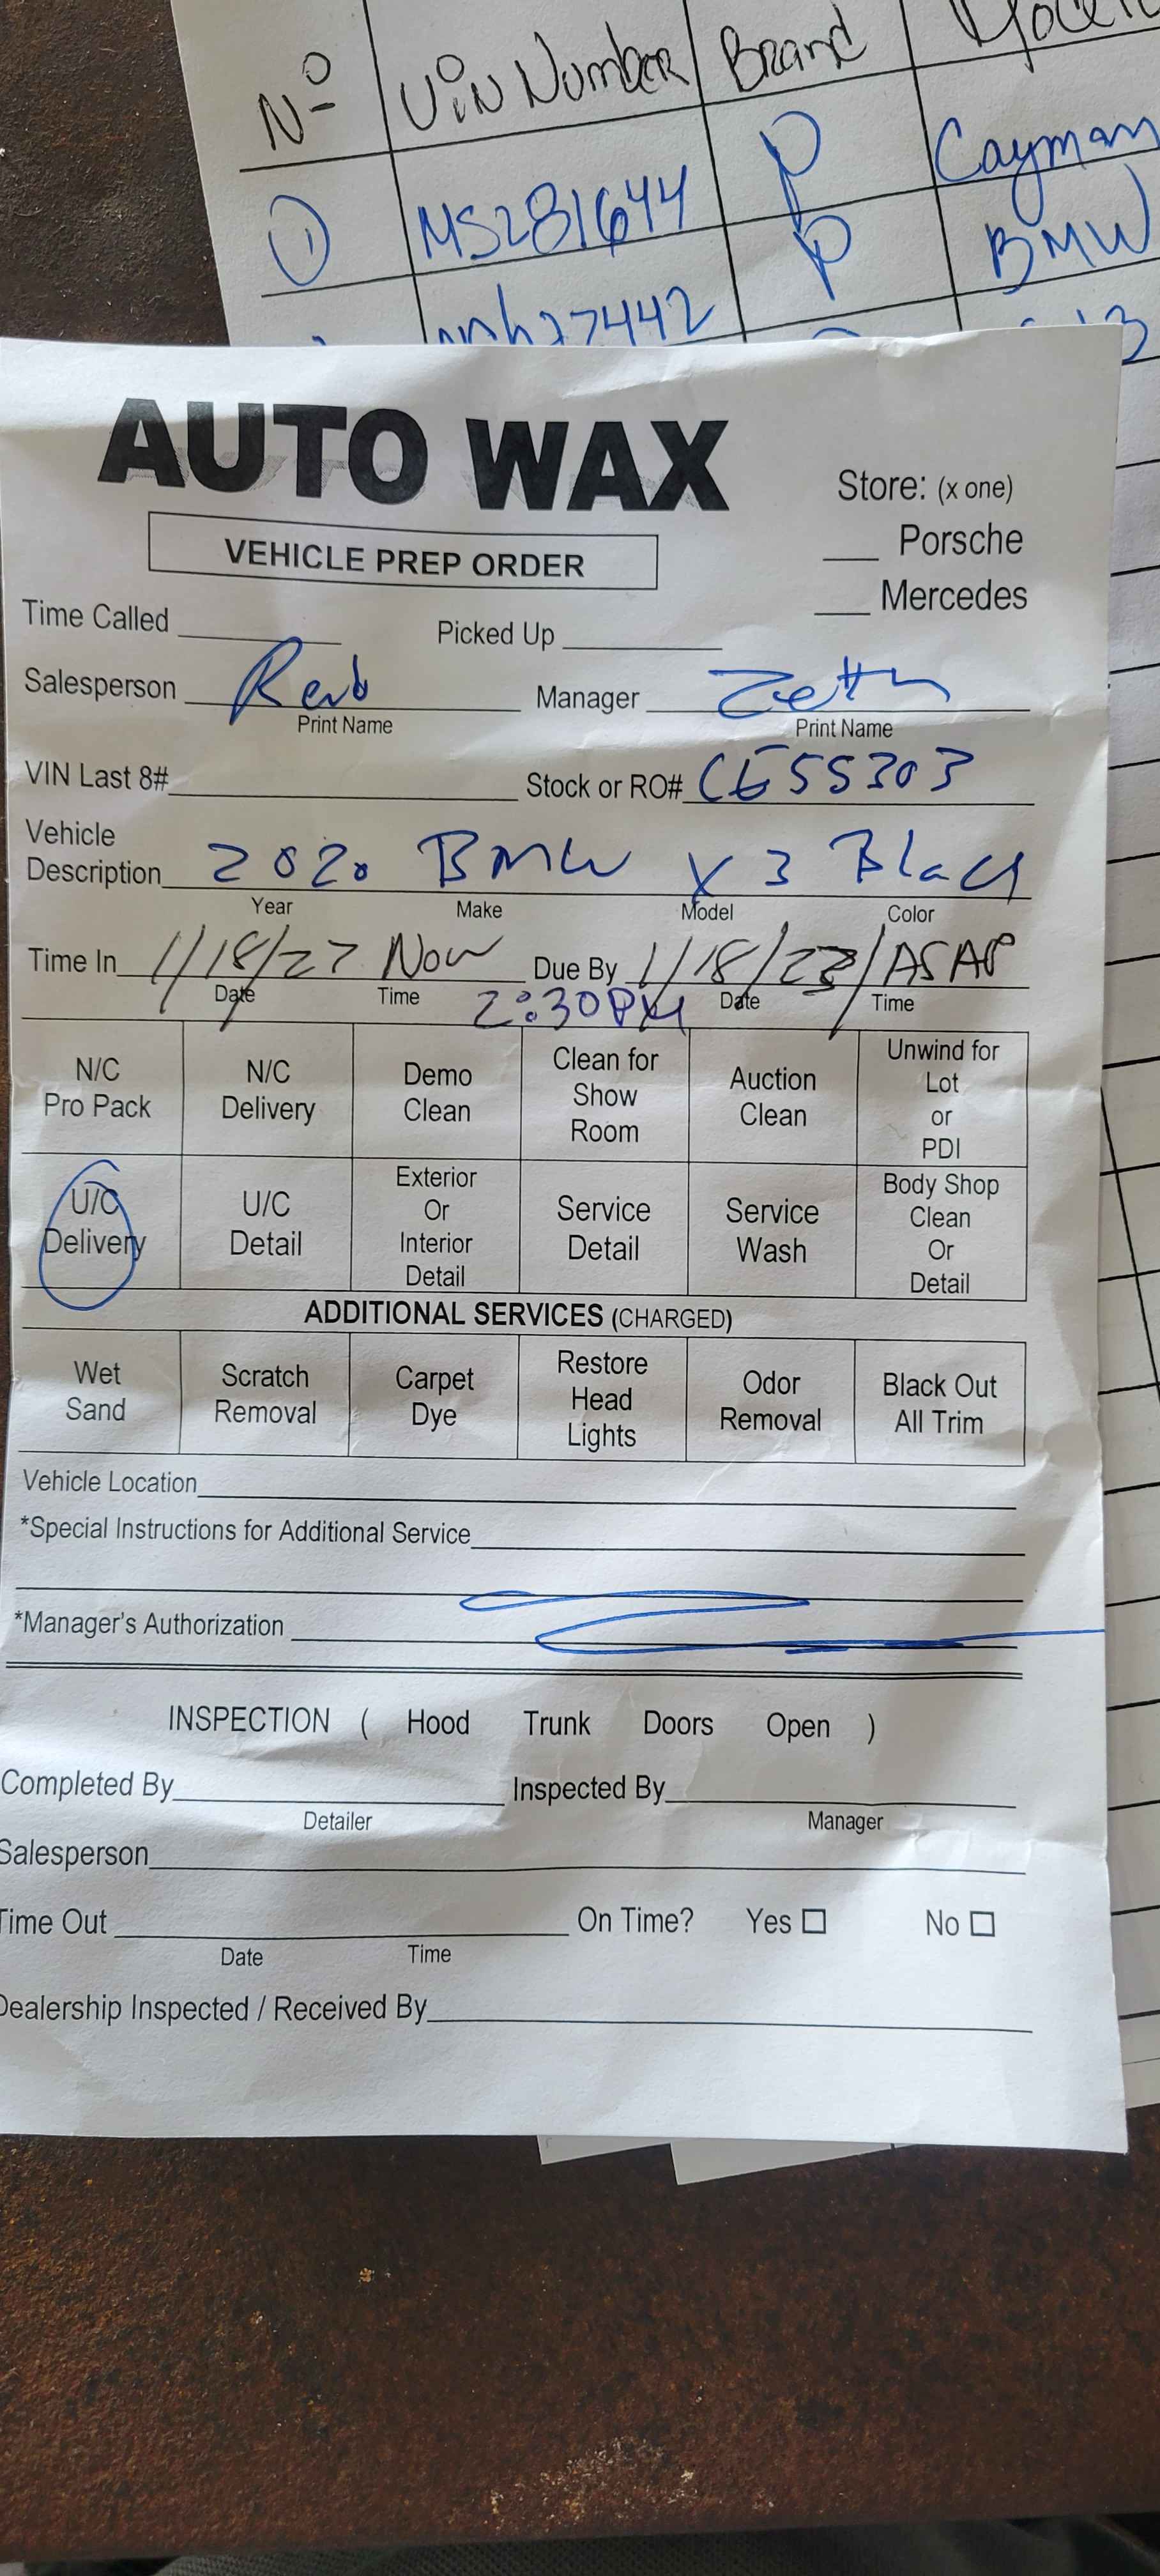 Nº VIN Number Brand
1 MS281644 P Cayman
27442 P BMW
AUTO WAX
VEHICLE PREP ORDER
Store: (x one)
___ Porsche
___ Mercedes
Time Called Picked Up
Salesperson Manager
Print Name Print Name
VIN Last 8# Stock or RO# CE55303
Vehicle
Description 2020 BMW X3 Black
Year Make Model Color
Time In 1/18/ Now Due By 1/18/ ASAP
Date Time 2:30PM Date Time
N/C Pro Pack N/C Delivery Demo Clean Clean for Show Room Auction Clean Unwind for Lot or PDI
U/C Delivery U/C Detail Exterior Or Interior Detail Service Detail Service Wash Body Shop Clean Or Detail
ADDITIONAL SERVICES (CHARGED)
Wet Sand Scratch Removal Carpet Dye Restore Head Lights Odor Removal Black Out All Trim
Vehicle Location
*Special Instructions for Additional Service
*Manager's Authorization
INSPECTION ( Hood Trunk Doors Open )
Completed By Inspected By
Detailer Manager
Salesperson
Time Out On Time? Yes ☐ No ☐
Date Time
Dealership Inspected / Received By